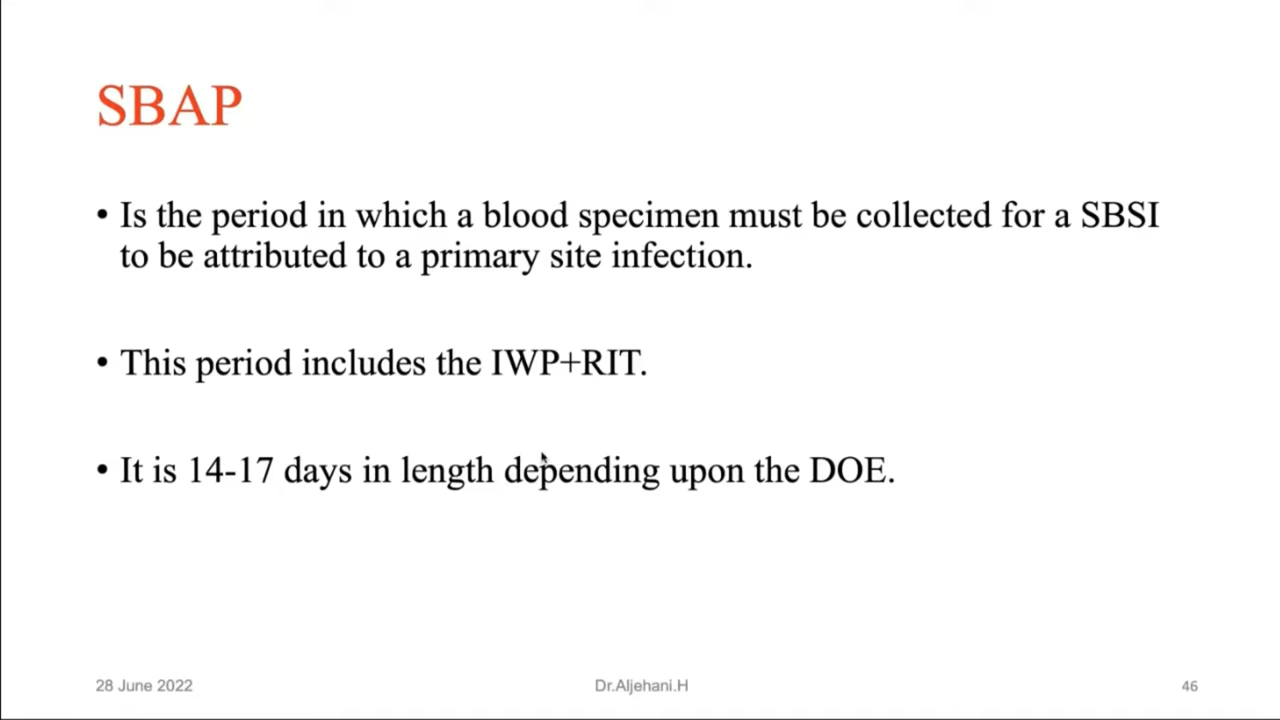 SBAP
• Is the period in which a blood specimen must be collected for a SBSI
to be attributed to a primary site infection.
• This period includes the IWP+RIT.
• It is 14-17 days in length depending upon the DOE.
28 June 2022
Dr.Aljehani.H
46